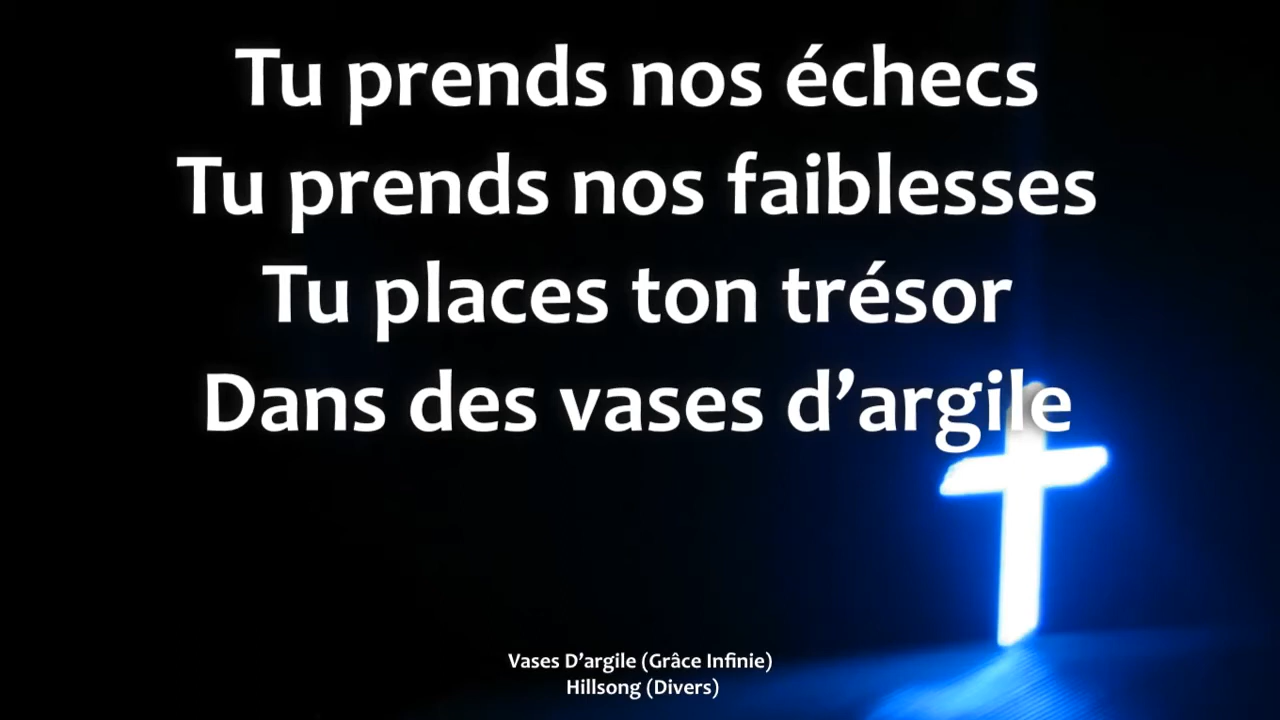 Tu prends nos échecs
Tu prends nos faiblesses
Tu places ton trésor
Dans des vases d’argile
Vases D’argile (Grâce Infinie)
Hillsong (Divers)